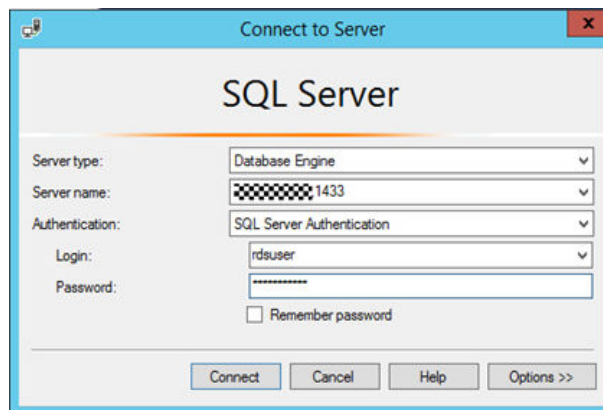 Connect to Server
x
SQL Server
Server type: Database Engine
Server name: 1433
Authentication: SQL Server Authentication
Login: rdsuser
Password: ***********
Remember password
Connect Cancel Help Options >>